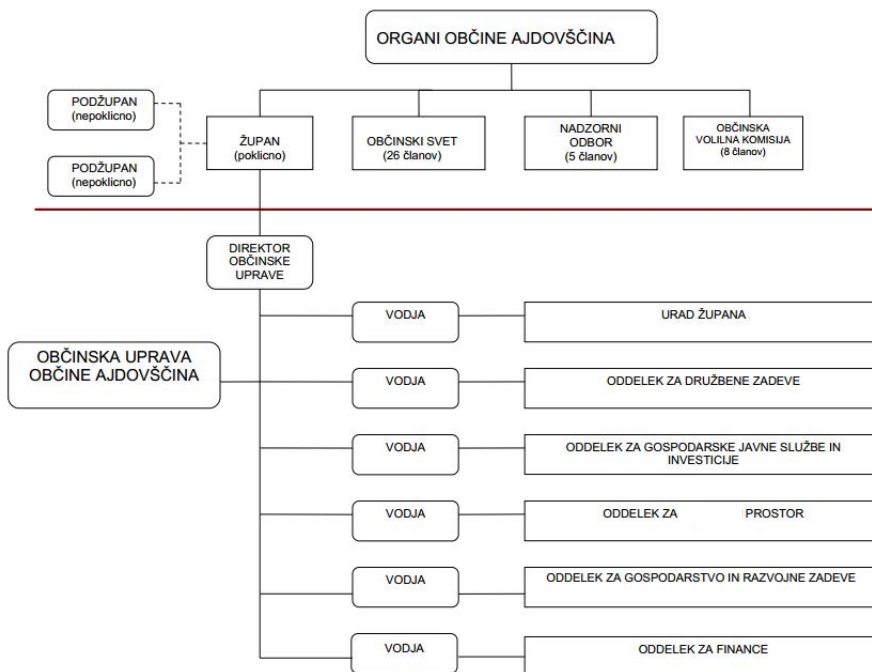 ORGANI OBČINE AJDOVŠČINA
PODŽUPAN
(nepoklicno)
PODŽUPAN
(nepoklicno)
ŽUPAN
(poklicno)
OBČINSKI SVET
(26 članov)
NADZORNI
ODBOR
(5 članov)
OBČINSKA
VOLILNA KOMISIJA
(8 članov)
DIREKTOR
OBČINSKE
UPRAVE
OBČINSKA UPRAVA
OBČINE AJDOVŠČINA
VODJA
URAD ŽUPANA
VODJA
ODDELEK ZA DRUŽBENE ZADEVE
VODJA
ODDELEK ZA GOSPODARSKE JAVNE SLUŽBE IN
INVESTICIJE
VODJA
ODDELEK ZA PROSTOR
VODJA
ODDELEK ZA GOSPODARSTVO IN RAZVOJNE ZADEVE
VODJA
ODDELEK ZA FINANCE